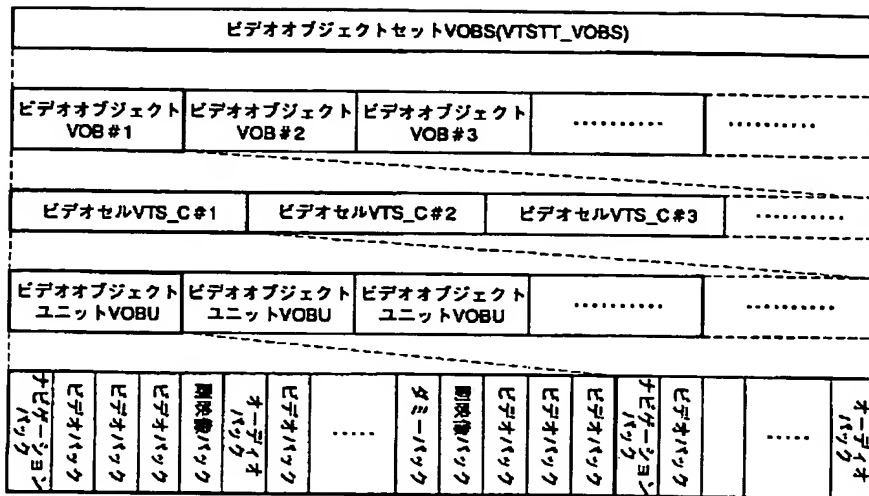 ビデオオブジェクトセットVOBS(VTSTT_VOBS)
ビデオオブジェクト
VOB#1
ビデオオブジェクト
VOB#2
ビデオオブジェクト
VOB#3
..........
..........
ビデオセルVTS_C#1
ビデオセルVTS_C#2
ビデオセルVTS_C#3
..........
ビデオオブジェクト
ユニットVOBU
ビデオオブジェクト
ユニットVOBU
ビデオオブジェクト
ユニットVOBU
..........
..........
ナビゲーション
パック
ビデオパック
ビデオパック
ビデオパック
副映像パック
オーディオ
パック
ビデオパック
.....
ダミーパック
副映像パック
ビデオパック
ビデオパック
ビデオパック
ナビゲーション
パック
ビデオパック
.....
オーディオ
パック